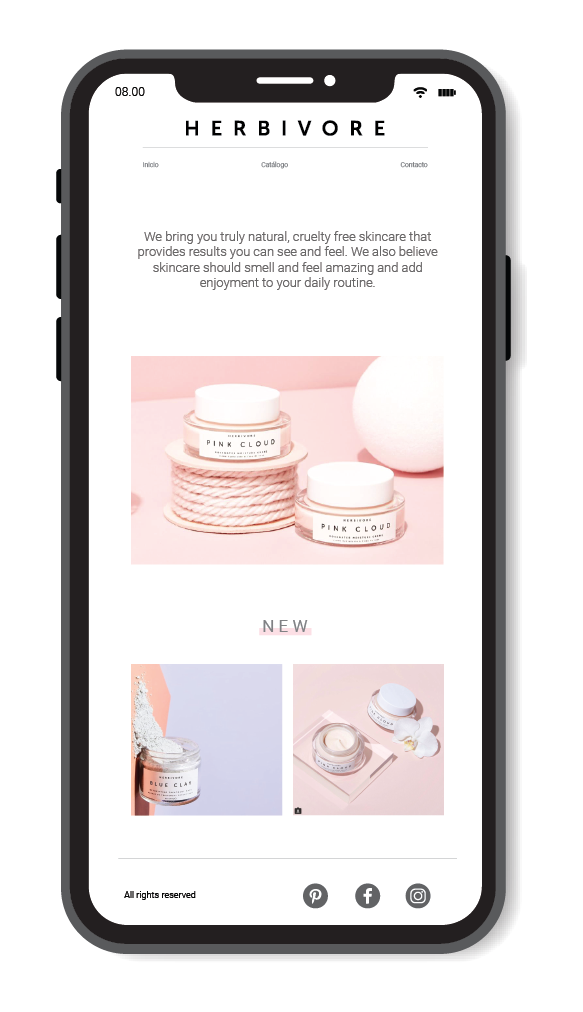 08.00
HERBIVORE
Inicio Catálogo Contacto
We bring you truly natural, cruelty free skincare that
provides results you can see and feel. We also believe
skincare should smell and feel amazing and add
enjoyment to your daily routine.
HERBIVORE
PINK CLOUD
HERBIVORE
PINK CLOUD
NEW
HERBIVORE
BLUE CLAY
PINK CLOUD
All rights reserved